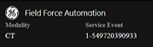 Field Force Automation
Modality Service Event
CT 1-549720390933